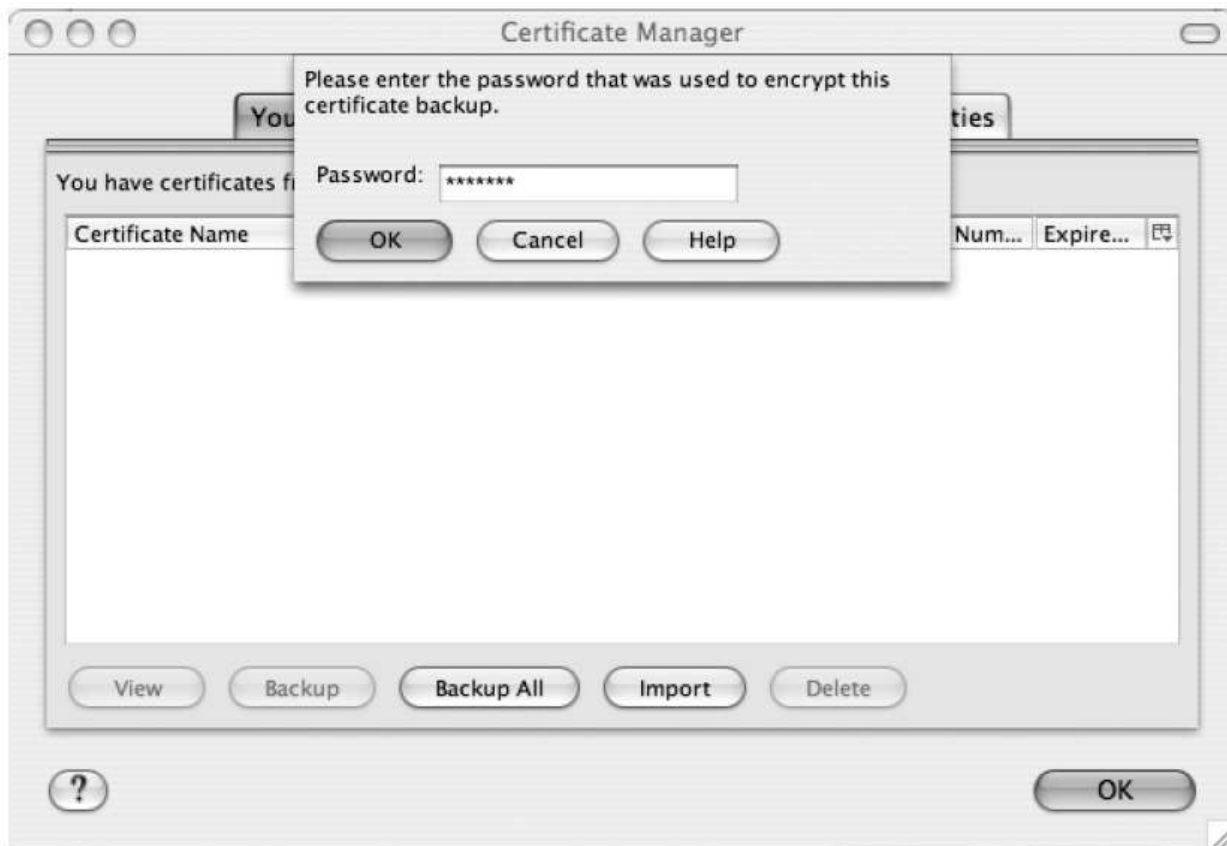 Certificate Manager
Please enter the password that was used to encrypt this
certificate backup.
You
ties
You have certificates f
Password: *******
OK Cancel Help
Certificate Name Num... Expire...
View Backup Backup All Import Delete
? OK